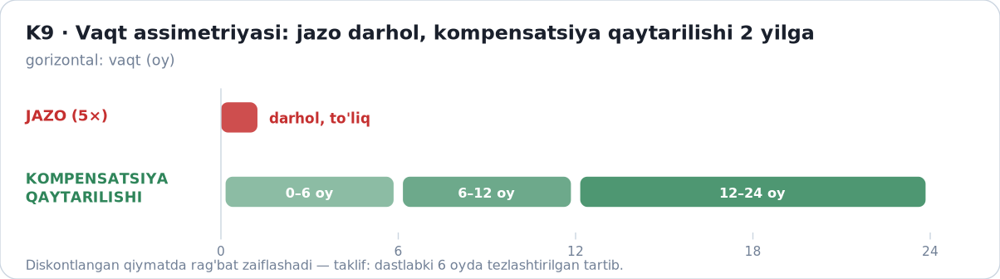 K9 · Vaqt assimetriyasi: jazo darhol, kompensatsiya qaytarilishi 2 yilga
gorizontal: vaqt (oy)
JAZO (5×)
darhol, to'liq
KOMPENSATSIYA
QAYTARILISHI
0–6 oy
6–12 oy
12–24 oy
0
6
12
18
24
Diskontlangan qiymatda rag'bat zaiflashadi — taklif: dastlabki 6 oyda tezlashtirilgan tartib.